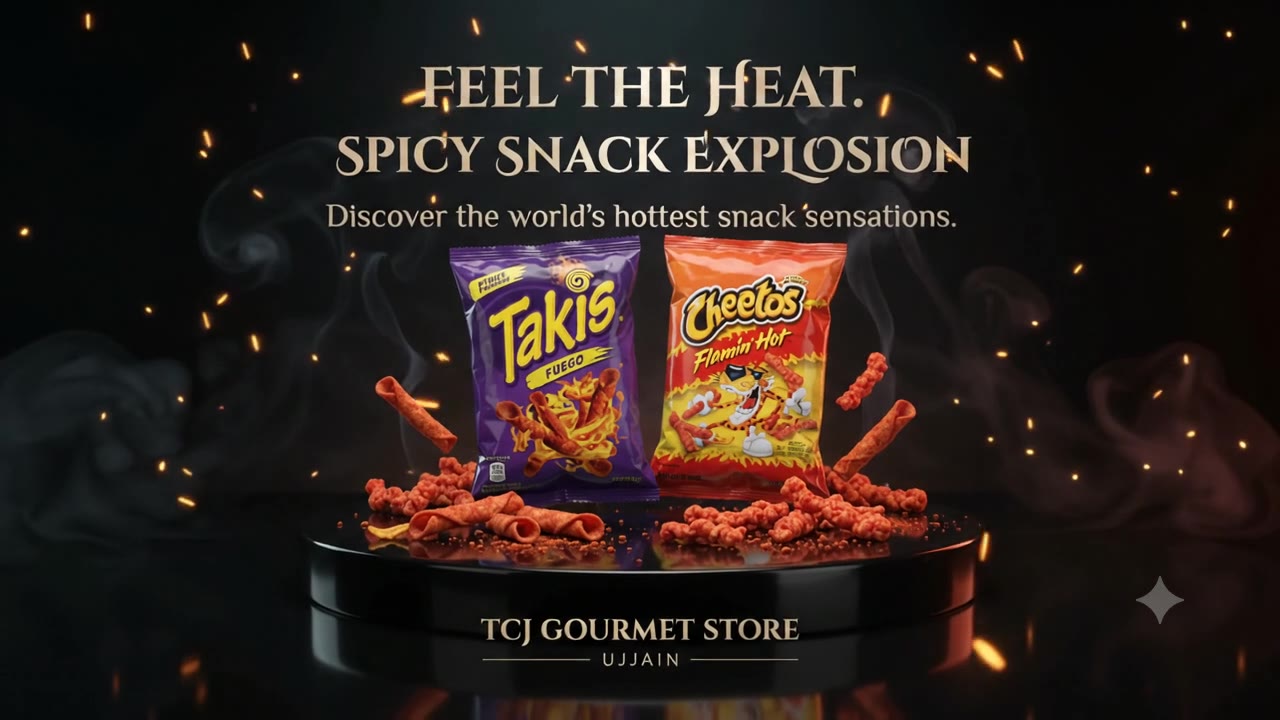 FEEL THE HEAT.
SPICY SNACK EXPLOSION
Discover the world's hottest snack sensations.
Takis
FUEGO
Cheetos
Flamin' Hot
TCJ GOURMET STORE
UJJAIN